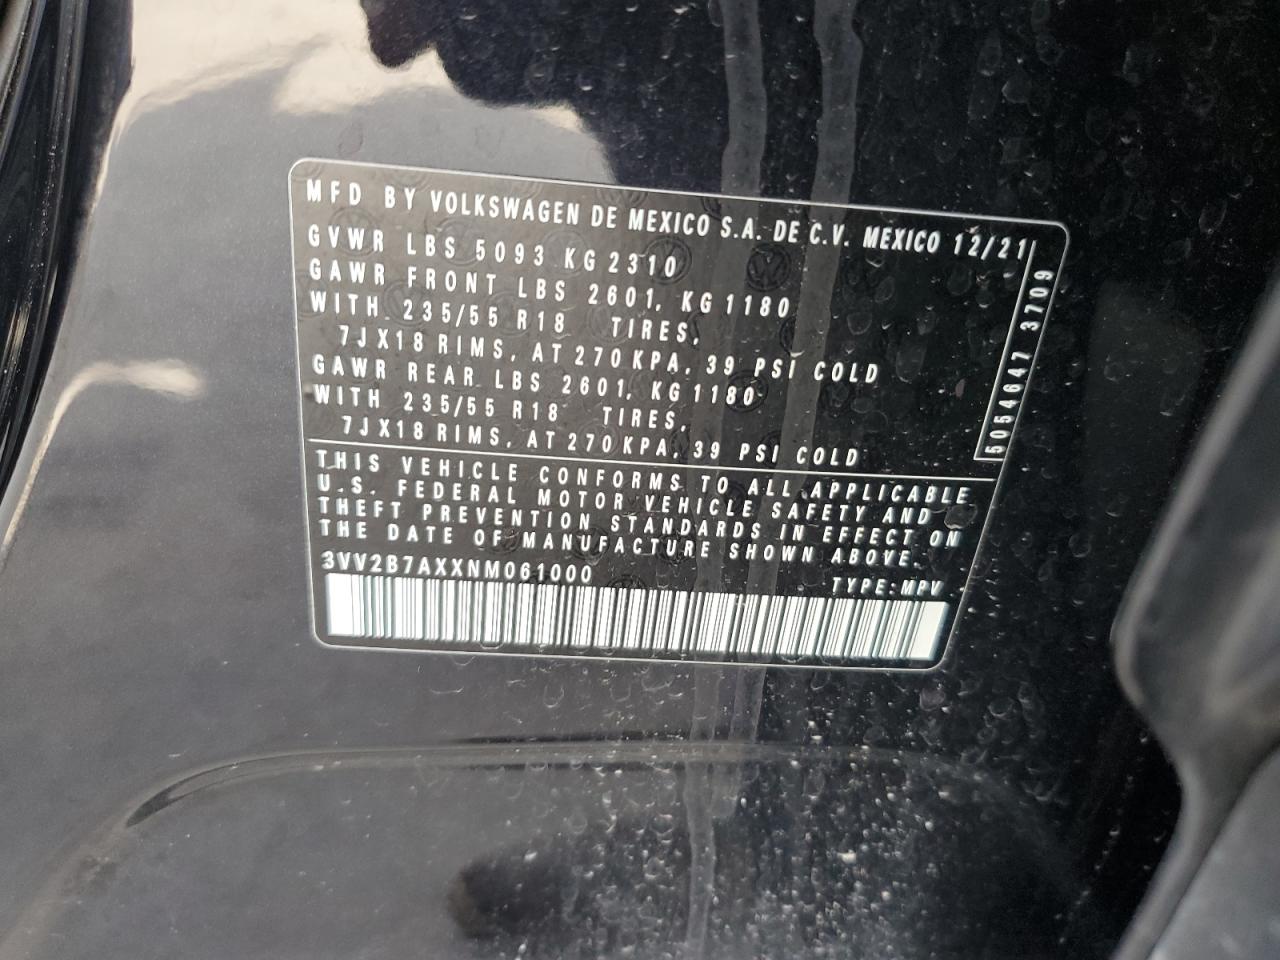 MFD BY VOLKSWAGEN DE MEXICO S.A. DE C.V. MEXICO 12/21
GVWR LBS 5093 KG 2310
GAWR FRONT LBS 2601, KG 1180
WITH 235/55 R18 TIRES,
7JX18 RIMS, AT 270 KPA, 39 PSI COLD
GAWR REAR LBS 2601, KG 1180
WITH 235/55 R18 TIRES,
7JX18 RIMS, AT 270 KPA, 39 PSI COLD
5054647 3709
THIS VEHICLE CONFORMS TO ALL APPLICABLE
U.S. FEDERAL MOTOR VEHICLE SAFETY AND
THEFT PREVENTION STANDARDS IN EFFECT ON
THE DATE OF MANUFACTURE SHOWN ABOVE.
3VV2B7AXXNM061000 TYPE: MPV